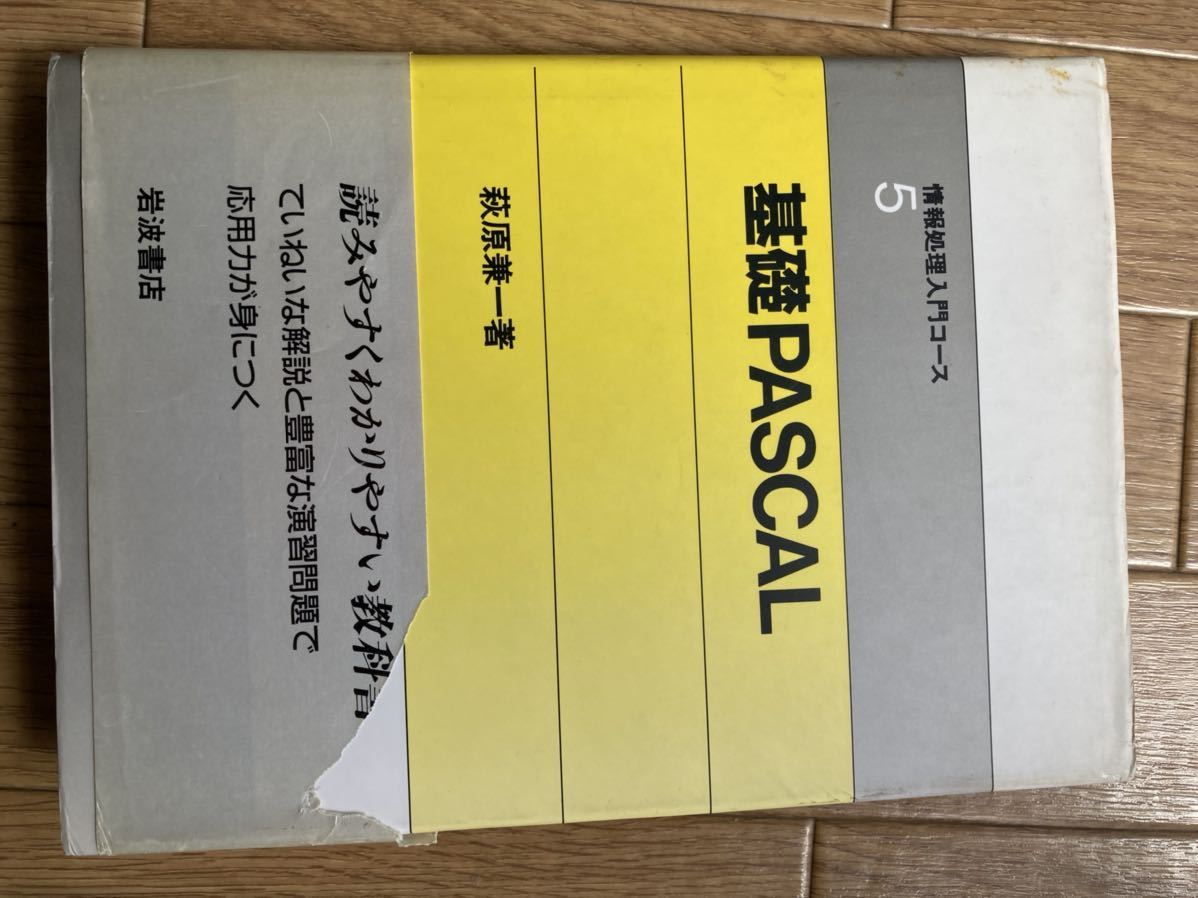 情報処理入門コース
5
基礎PASCAL
萩原兼一著
読みやすくわかりやすい教科書
ていねいな解説と豊富な演習問題で
応用力が身につく
岩波書店